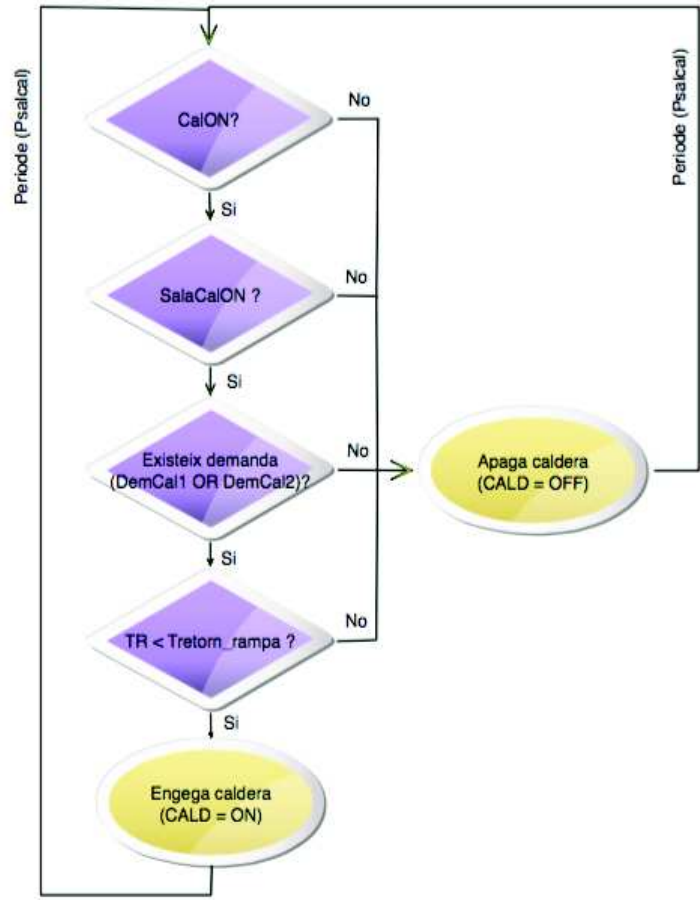 Periode (Psalcal)
CalON?
No
Periode (Psalcal)
Si
SalaCalON ?
No
Si
Existeix demanda
(DemCal1 OR DemCal2)?
No
Apaga caldera
(CALD = OFF)
Si
TR < Tretorn_rampa ?
No
Si
Engega caldera
(CALD = ON)